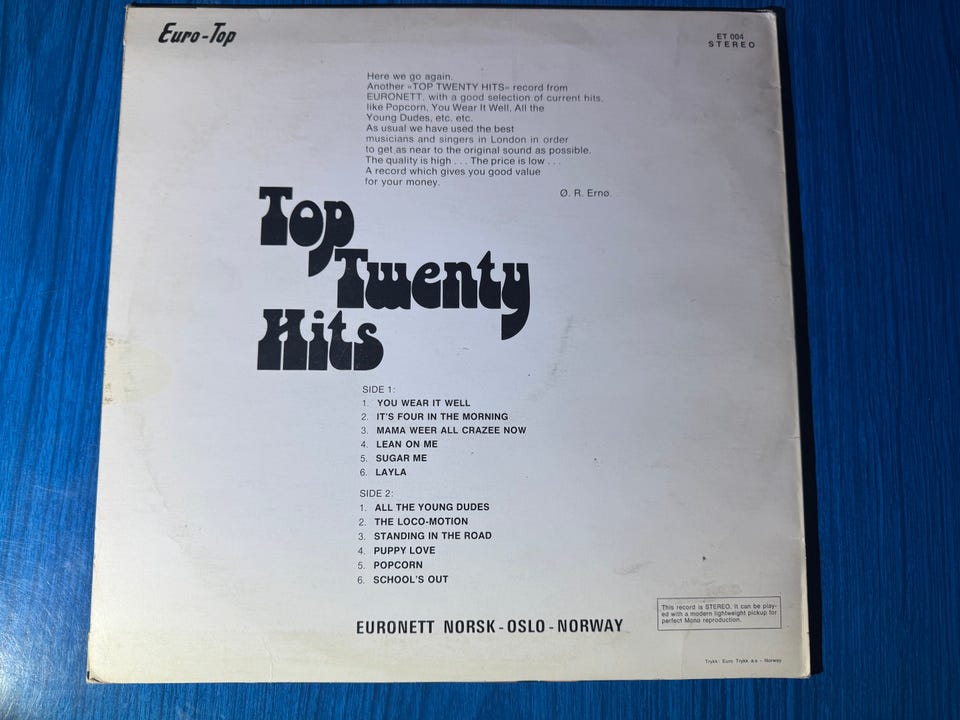 Euro-Top
ET 004
STEREO
Here we go again.
Another «TOP TWENTY HITS» record from
EURONETT, with a good selection of current hits,
like Popcorn, You Wear It Well, All the
Young Dudes, etc. etc.
As usual we have used the best
musicians and singers in London in order
to get as near to the original sound as possible.
The quality is high . . . The price is low . . .
A record which gives you good value
for your money.
Ø. R. Ernø.
Top
Twenty
Hits
SIDE 1:
1. YOU WEAR IT WELL
2. IT'S FOUR IN THE MORNING
3. MAMA WEER ALL CRAZEE NOW
4. LEAN ON ME
5. SUGAR ME
6. LAYLA
SIDE 2:
1. ALL THE YOUNG DUDES
2. THE LOCO-MOTION
3. STANDING IN THE ROAD
4. PUPPY LOVE
5. POPCORN
6. SCHOOL'S OUT
This record is STEREO. It can be play-
ed with a modern lightweight pickup for
perfect Mono reproduction.
EURONETT NORSK - OSLO - NORWAY
Trykk: Euro Trykk a.s - Norway